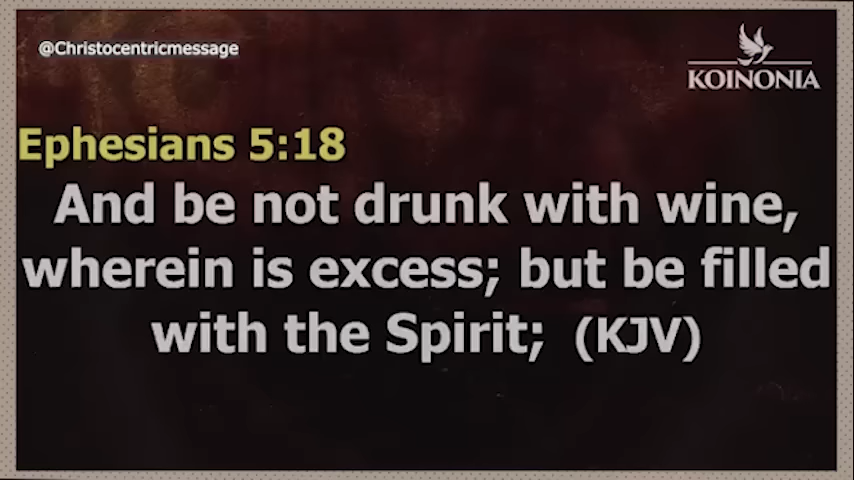 @Christocentricmessage
KOINONIA
Ephesians 5:18
And be not drunk with wine,
wherein is excess; but be filled
with the Spirit; (KJV)